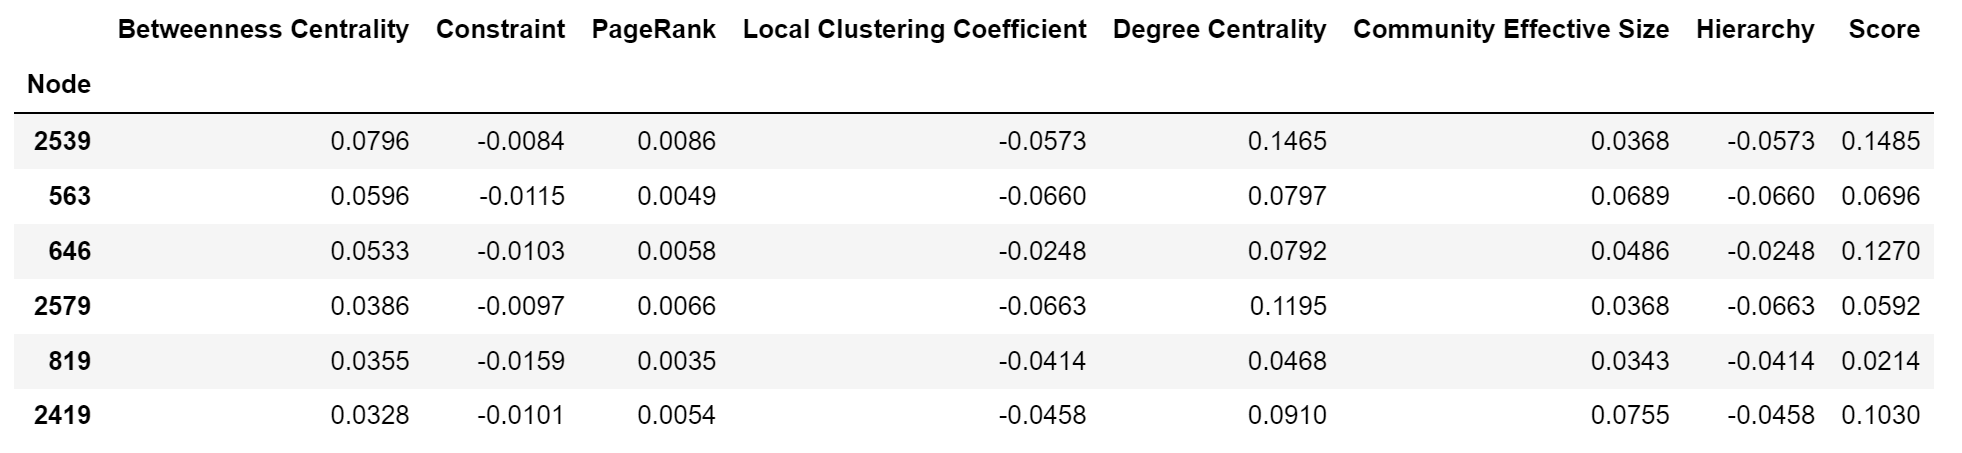 Betweenness Centrality Constraint PageRank Local Clustering Coefficient Degree Centrality Community Effective Size Hierarchy Score
Node
2539 0.0796 -0.0084 0.0086 -0.0573 0.1465 0.0368 -0.0573 0.1485
563 0.0596 -0.0115 0.0049 -0.0660 0.0797 0.0689 -0.0660 0.0696
646 0.0533 -0.0103 0.0058 -0.0248 0.0792 0.0486 -0.0248 0.1270
2579 0.0386 -0.0097 0.0066 -0.0663 0.1195 0.0368 -0.0663 0.0592
819 0.0355 -0.0159 0.0035 -0.0414 0.0468 0.0343 -0.0414 0.0214
2419 0.0328 -0.0101 0.0054 -0.0458 0.0910 0.0755 -0.0458 0.1030